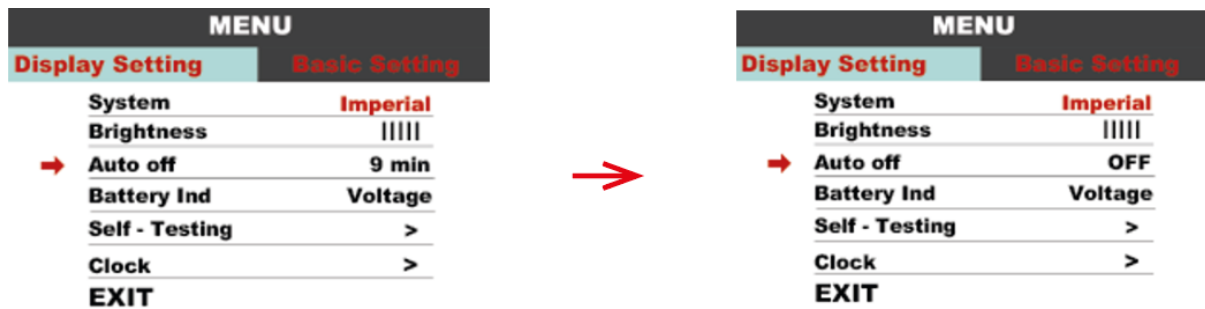 MENU
Display Setting Basic Setting
System Imperial
Brightness |||||
Auto off 9 min
Battery Ind Voltage
Self - Testing >
Clock >
EXIT
MENU
Display Setting Basic Setting
System Imperial
Brightness |||||
Auto off OFF
Battery Ind Voltage
Self - Testing >
Clock >
EXIT